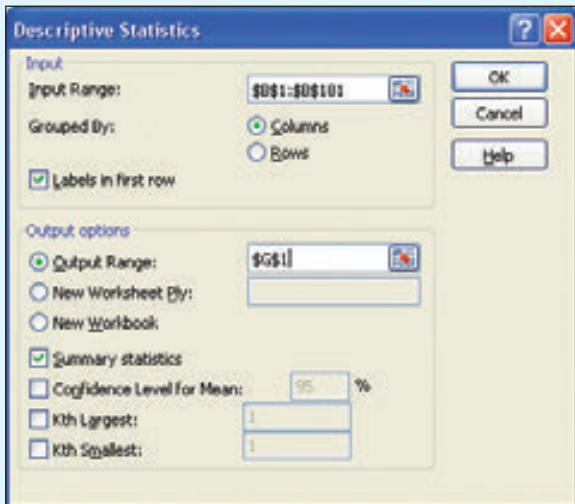 Descriptive Statistics
Input
Input Range:
$D$1:$D$101
Grouped By:
Columns
Rows
Labels in first row
OK
Cancel
Help
Output options
Output Range:
$G$1
New Worksheet Ply:
New Workbook
Summary statistics
Confidence Level for Mean:
95 %
Kth Largest:
1
Kth Smallest:
1